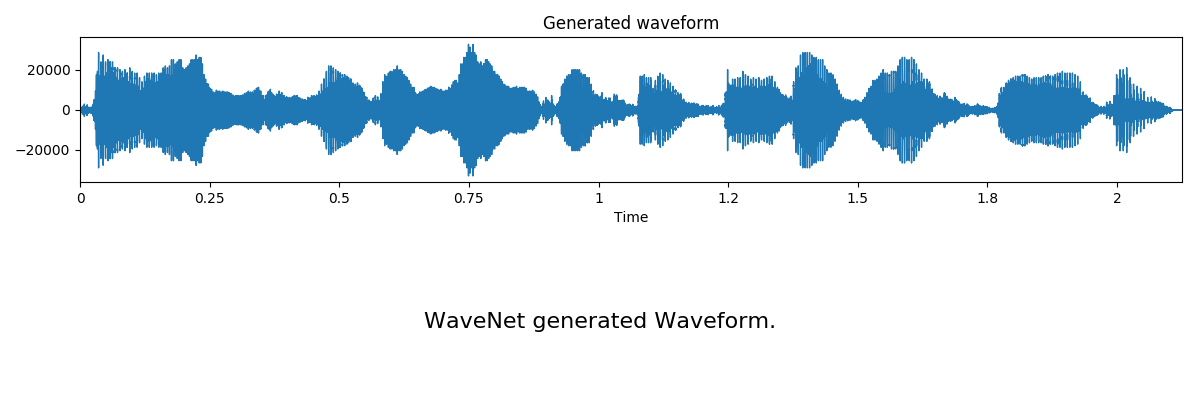 Generated waveform
20000
0
−20000
0 0.25 0.5 0.75 1 1.2 1.5 1.8 2
Time
WaveNet generated Waveform.